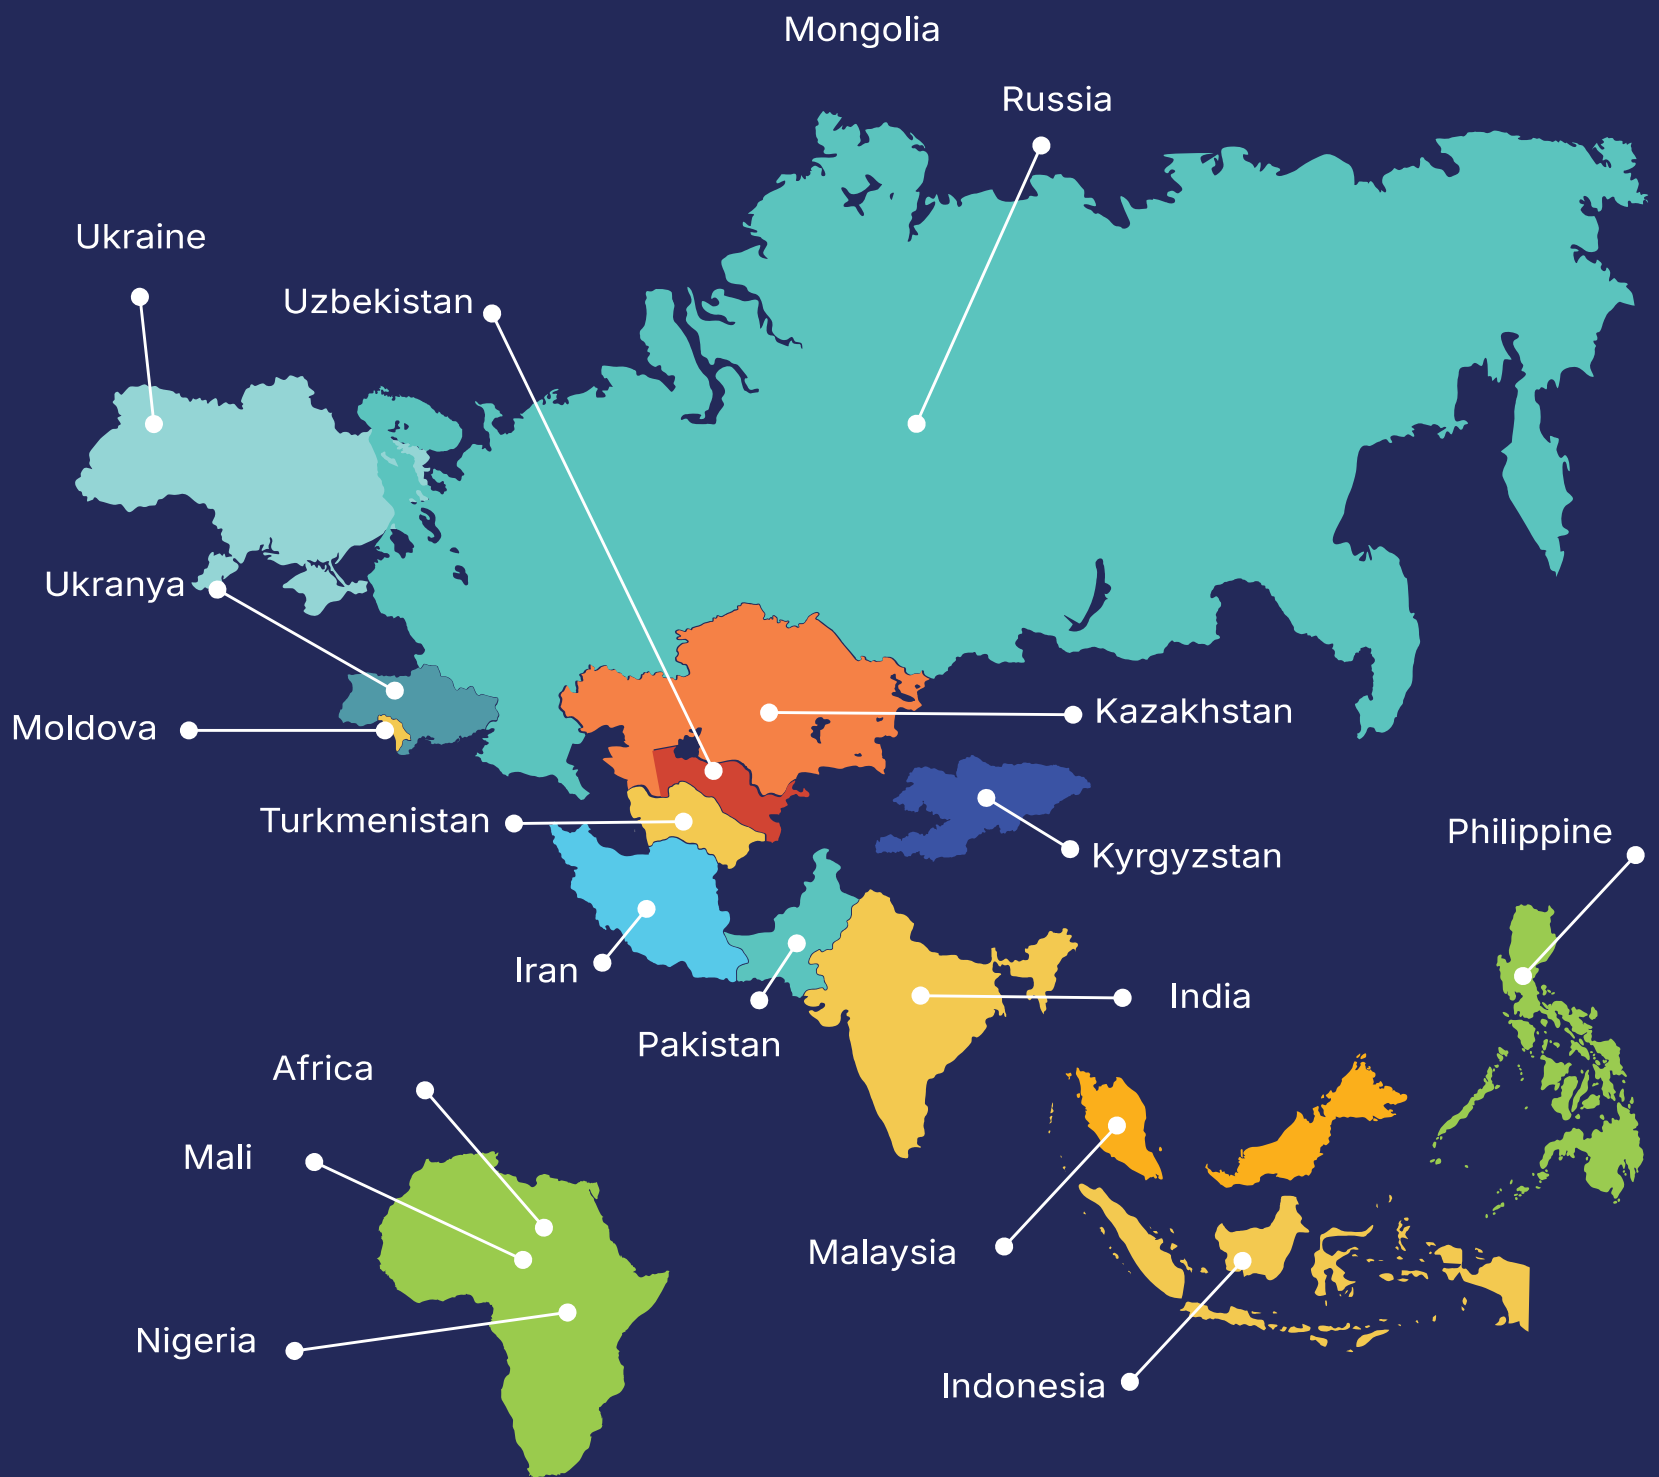 Mongolia
Russia
Ukraine
Uzbekistan
Ukranya
Kazakhstan
Moldova
Turkmenistan
Philippine
Kyrgyzstan
Iran
India
Pakistan
Africa
Mali
Malaysia
Nigeria
Indonesia